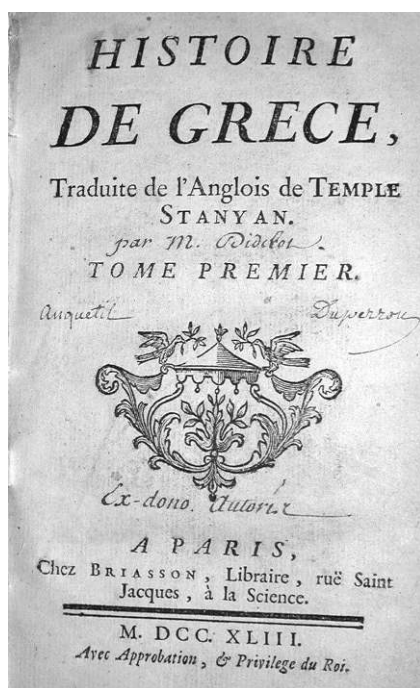 HISTOIRE
DE GRECE,
Traduite de l'Anglois de TEMPLE
STANYAN.
par M. Diderot.
TOME PREMIER.
Anquetil Duperron
Ex-dono Autoris
A PARIS,
Chez BRIASSON, Libraire, ruë Saint
Jacques, à la Science.
M. DCC. XLIII.
Avec Approbation, & Privilege du Roi.